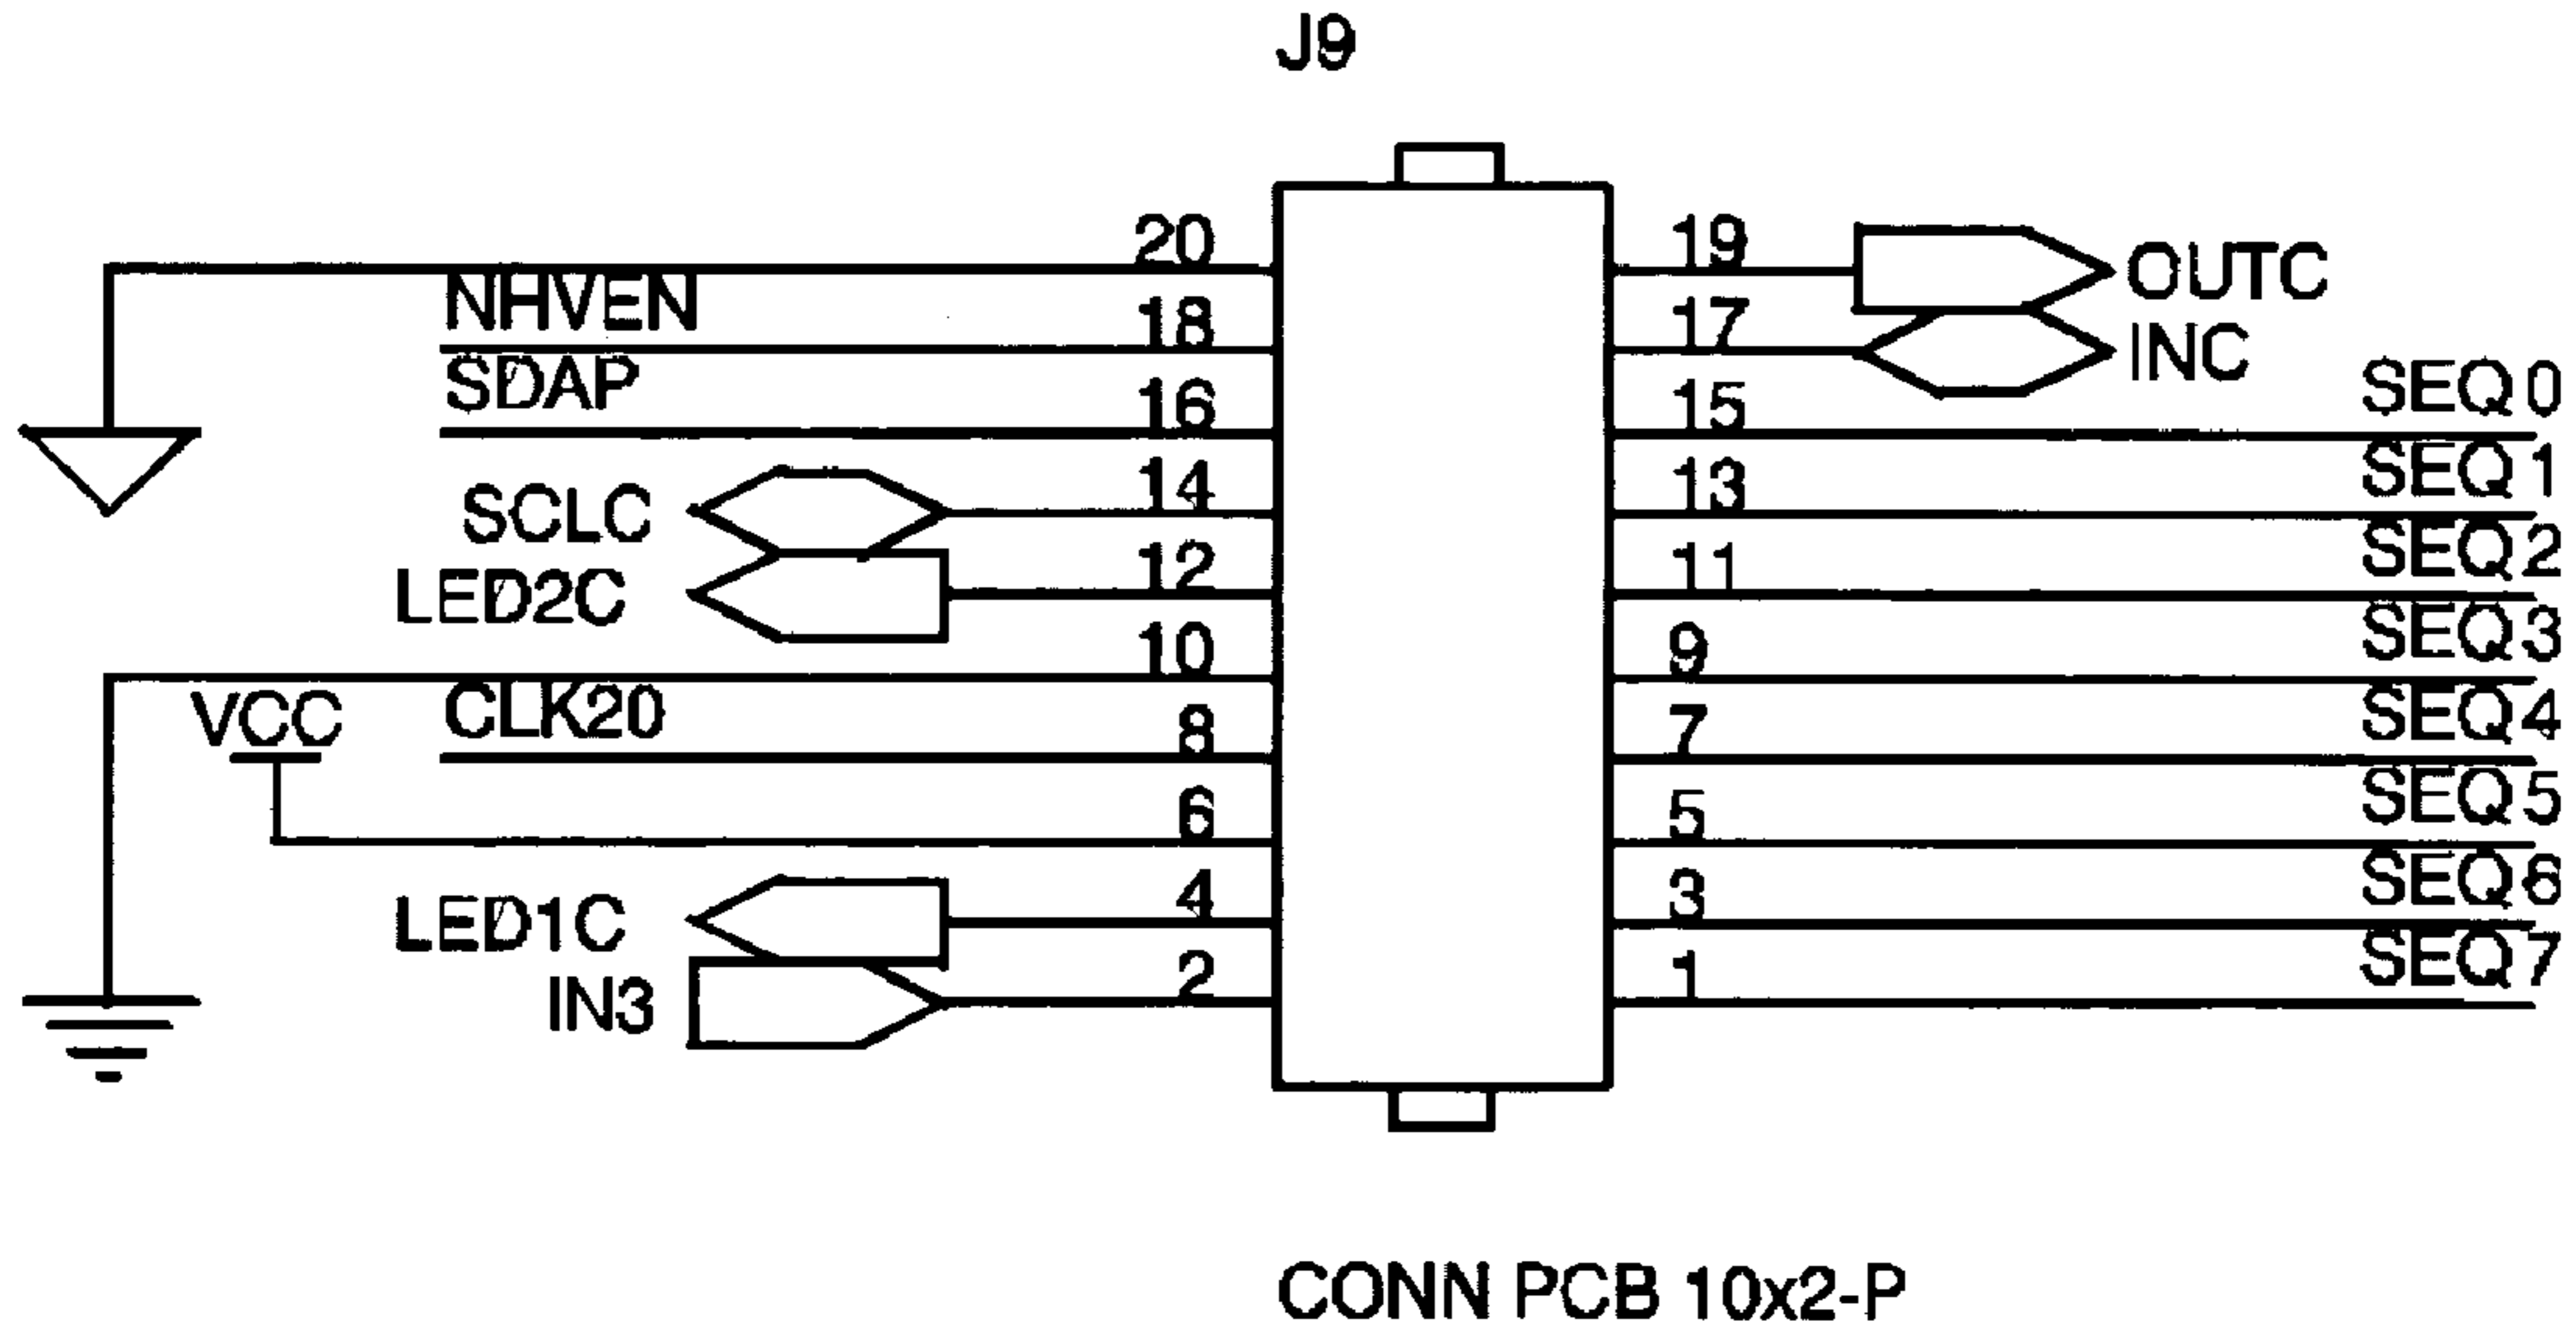 J9
20 19 OUTC
NHVEN 18 17 INC
SDAP 16 15 SEQ 0
SCLC 14 13 SEQ 1
LED2C 12 11 SEQ 2
10 9 SEQ 3
VCC CLK20 8 7 SEQ 4
6 5 SEQ 5
LED1C 4 3 SEQ 6
IN3 2 1 SEQ 7
CONN PCB 10x2-P